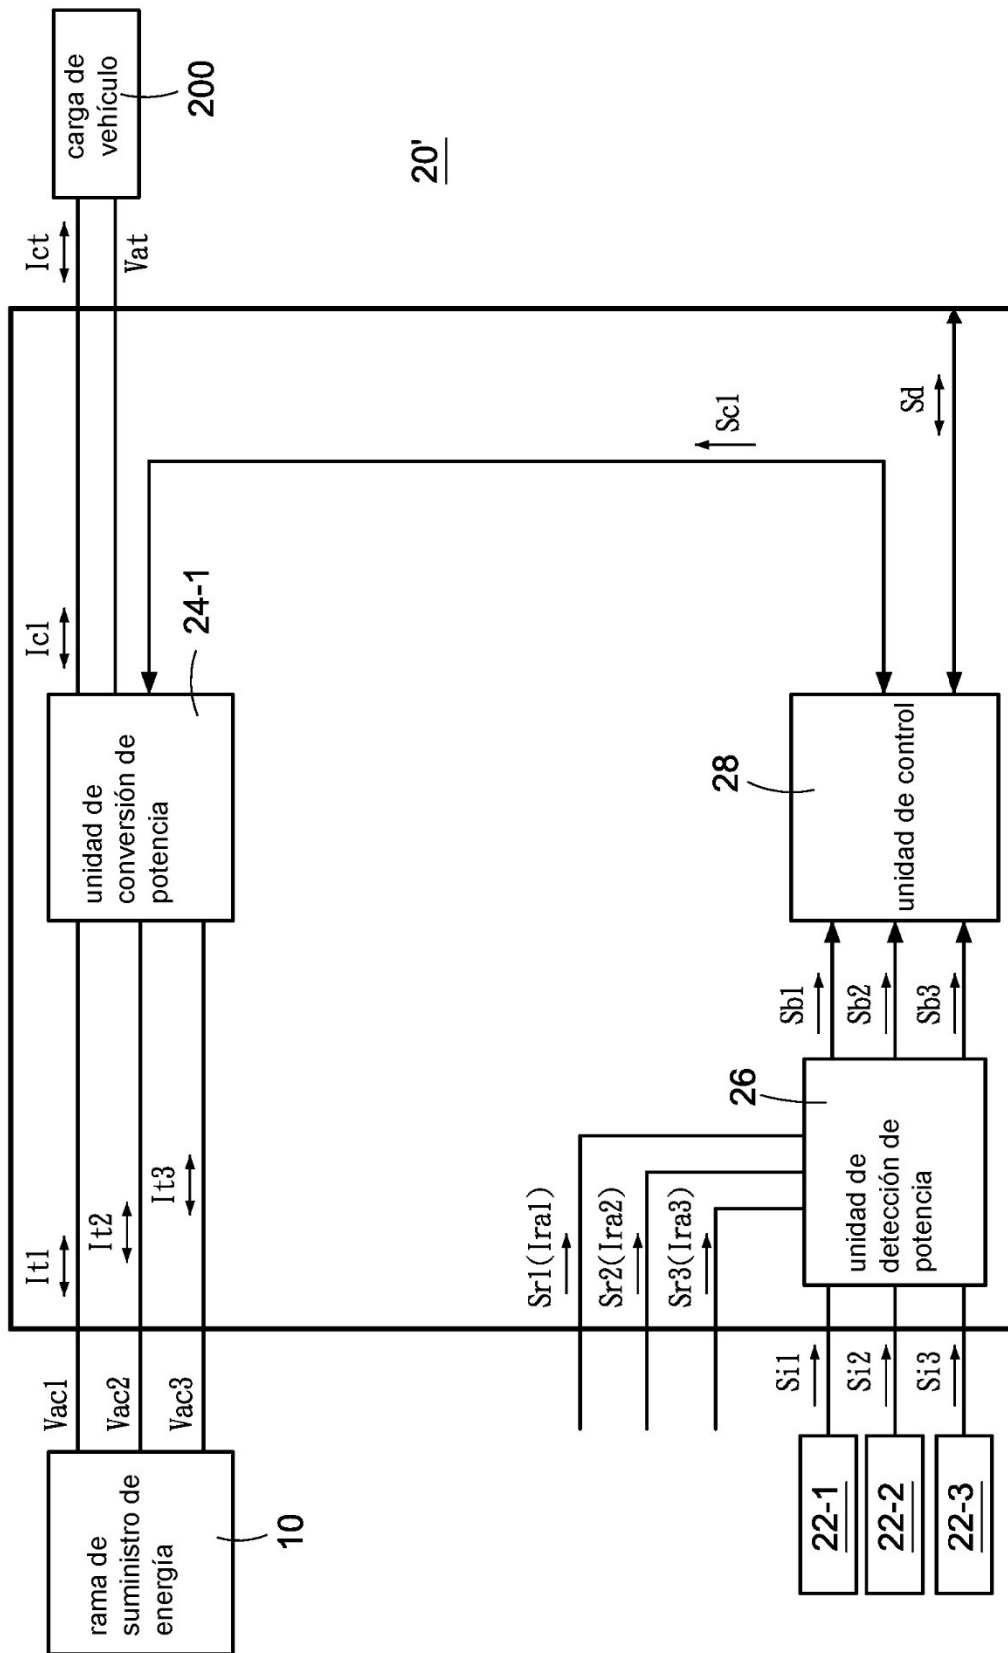 rama de
suministro de
energía
10
Vac1
Vac2
Vac3
It1
It2
It3
unidad de
conversión de
potencia
24-1
Ic1
Ict
Vat
carga de
vehículo
200
20'
Sr1(Ira1)
Sr2(Ira2)
Sr3(Ira3)
Sc1
Sd
22-1
22-2
22-3
Si1
Si2
Si3
unidad de
detección de
potencia
26
Sb1
Sb2
Sb3
unidad de control
28